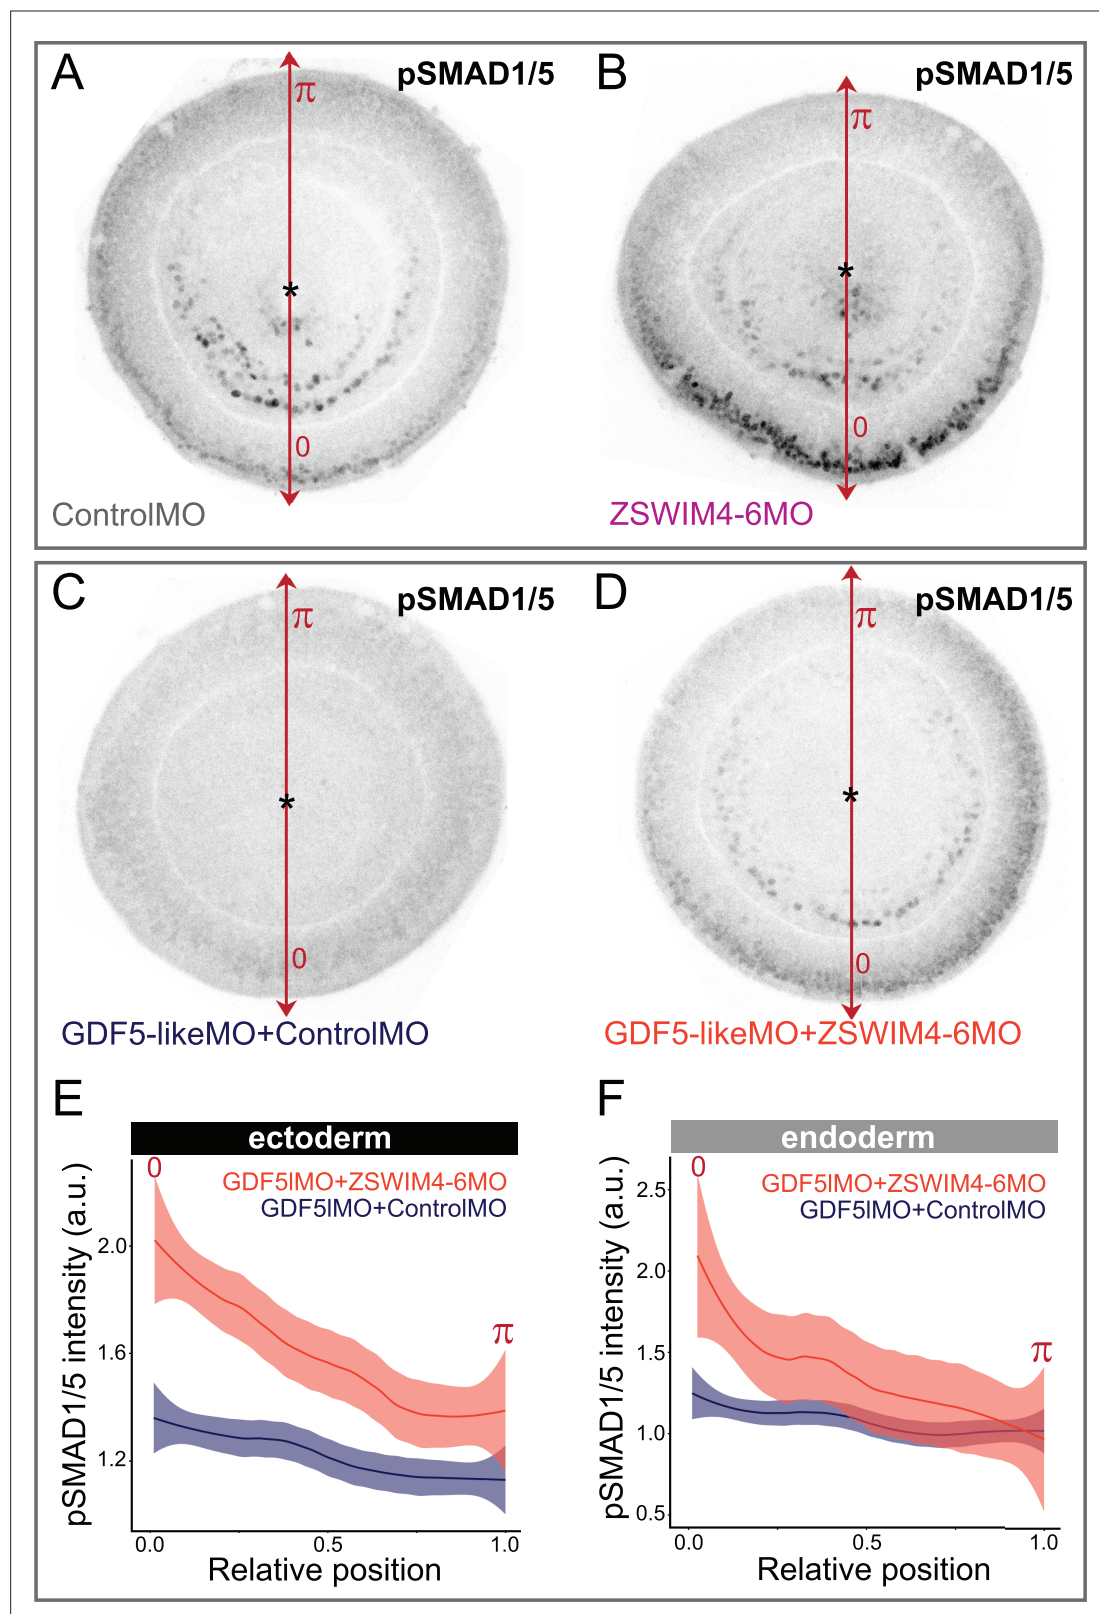 A
pSMAD1/5
π
*
0
ControlMO
B
pSMAD1/5
π
*
0
ZSWIM4-6MO
C
pSMAD1/5
π
*
0
GDF5-likeMO+ControlMO
D
pSMAD1/5
π
*
0
GDF5-likeMO+ZSWIM4-6MO
E
ectoderm
0
GDF5lMO+ZSWIM4-6MO
GDF5lMO+ControlMO
π
pSMAD1/5 intensity (a.u.)
2.0
1.6
1.2
0.0
0.5
1.0
Relative position
F
endoderm
0
GDF5lMO+ZSWIM4-6MO
GDF5lMO+ControlMO
π
pSMAD1/5 intensity (a.u.)
2.5
2.0
1.5
1.0
0.5
0.0
0.5
1.0
Relative position